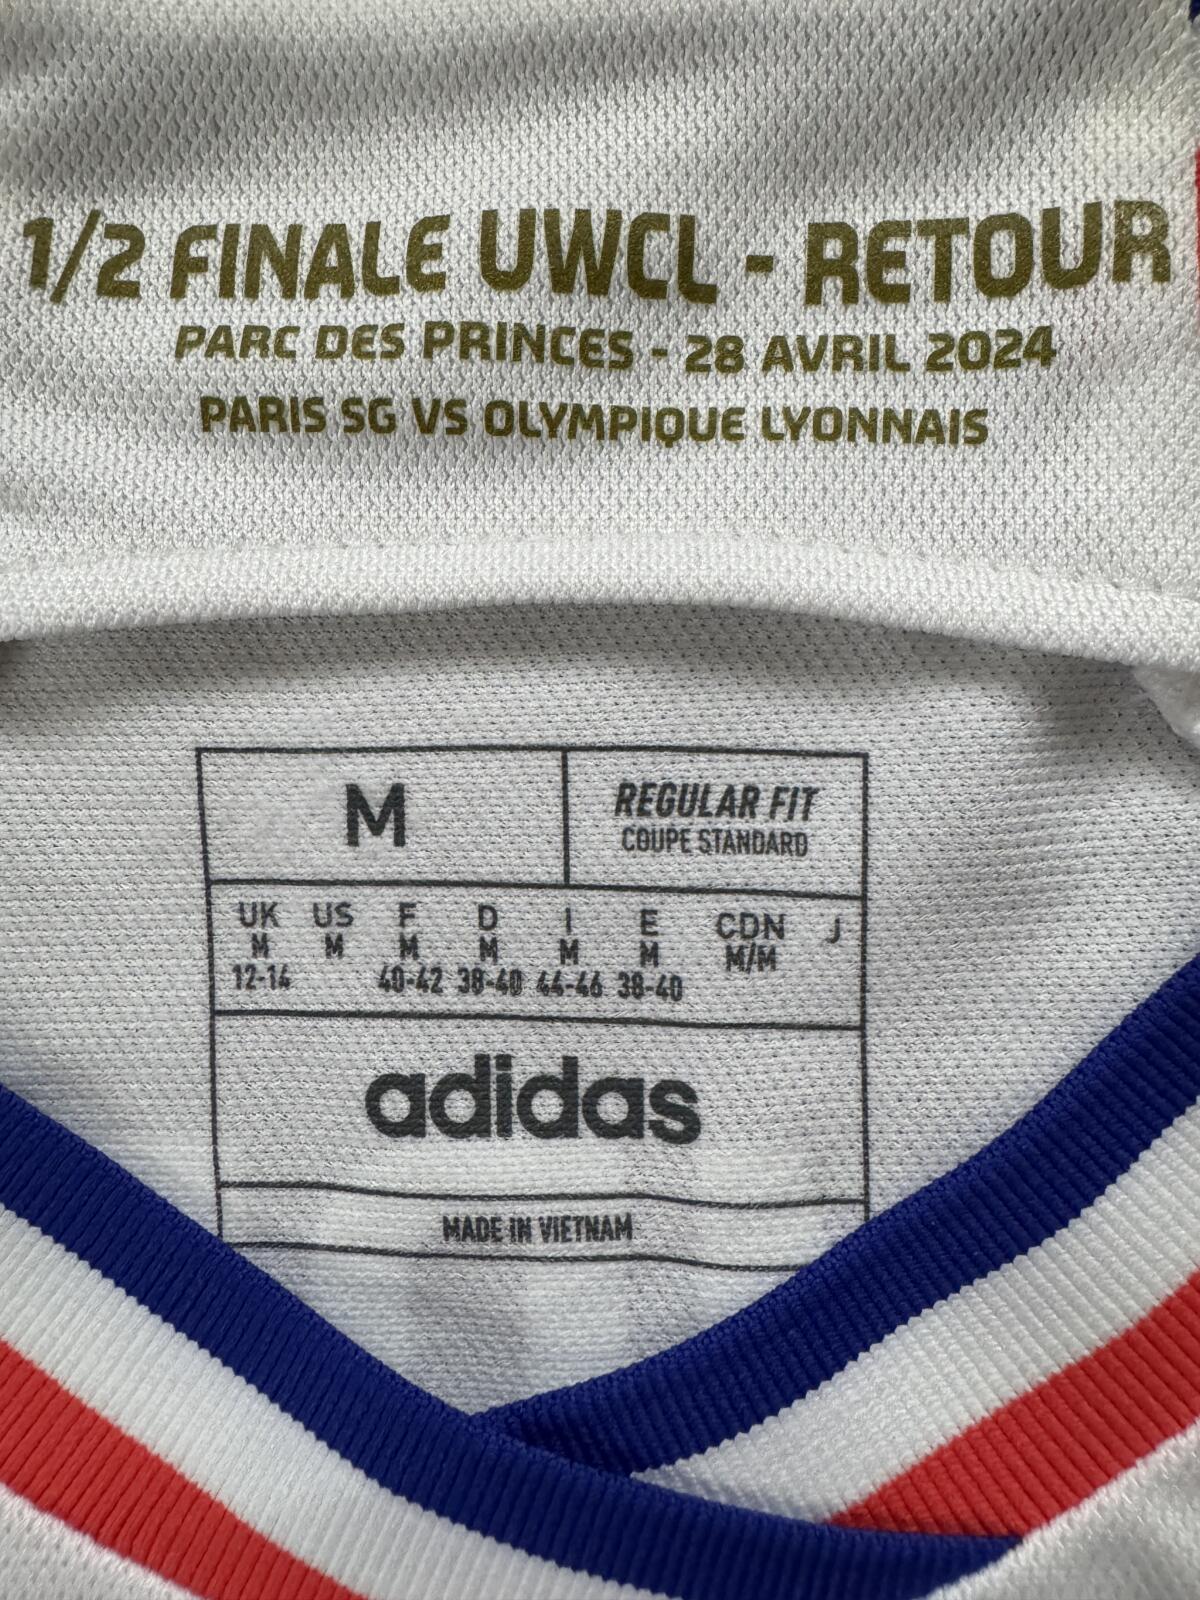 1/2 FINALE UWCL - RETOUR
PARC DES PRINCES - 28 AVRIL 2024
PARIS SG VS OLYMPIQUE LYONNAIS
M
REGULAR FIT
COUPE STANDARD
UK US F D I E CDN J
M M M M M M M/M
12-14 40-42 38-40 44-46 38-40
adidas
MADE IN VIETNAM